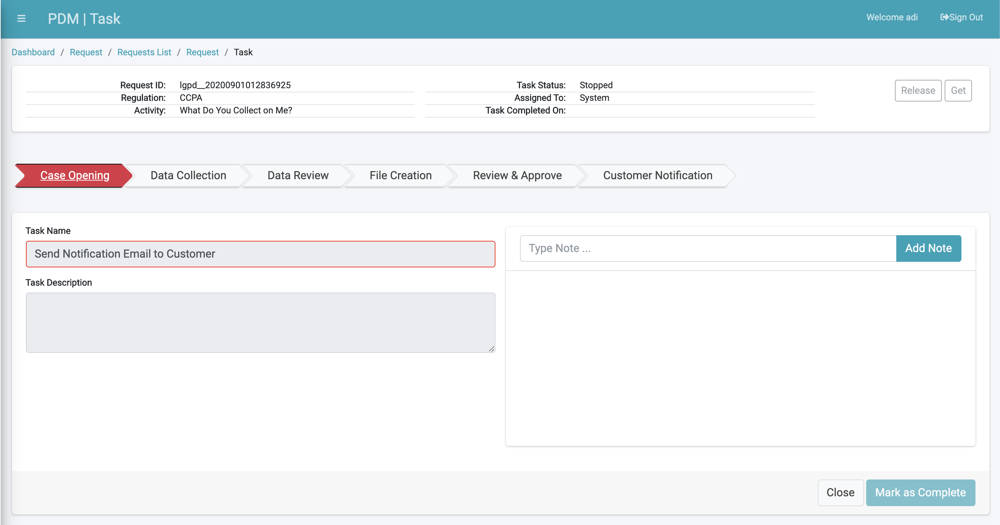 PDM | Task
Welcome adi
Sign Out
Dashboard / Request / Requests List / Request / Task
Request ID: lgpd__20200901012836925
Regulation: CCPA
Activity: What Do You Collect on Me?
Task Status: Stopped
Assigned To: System
Task Completed On:
Release
Get
Case Opening
Data Collection
Data Review
File Creation
Review & Approve
Customer Notification
Task Name
Send Notification Email to Customer
Task Description
Type Note ...
Add Note
Close
Mark as Complete